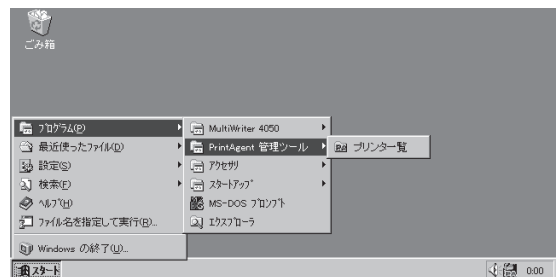 ごみ箱
ﾌﾟﾛｸﾞﾗﾑ(P)
最近使ったﾌｧｲﾙ(D)
設定(S)
検索(F)
ﾍﾙﾌﾟ(H)
ﾌｧｲﾙ名を指定して実行(R)...
Windows の終了(U)...
MultiWriter 4050
PrintAgent 管理ツール
ｱｸｾｻﾘ
ｽﾀｰﾄｱｯﾌﾟ
MS-DOS ﾌﾟﾛﾝﾌﾟﾄ
ｴｸｽﾌﾟﾛｰﾗ
プリンター覧
スタート
0:00